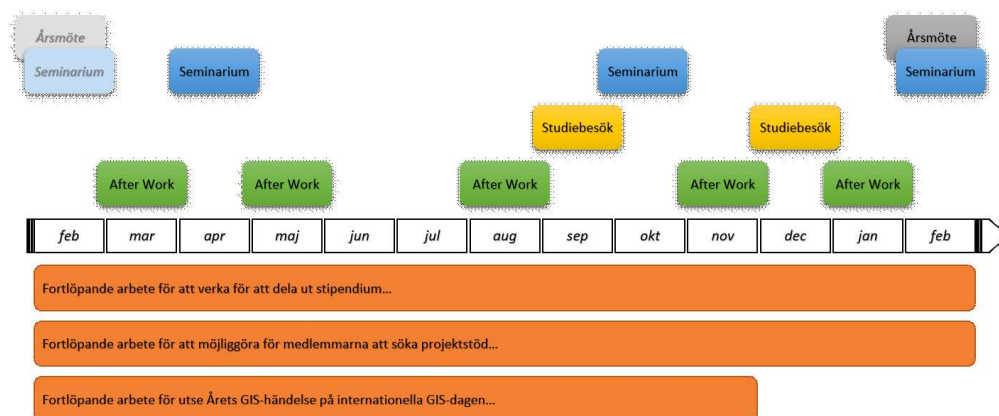 Årsmöte
Årsmöte
Seminarium
Seminarium
Seminarium
Seminarium
Studiebesök
Studiebesök
After Work
After Work
After Work
After Work
After Work
feb
mar
apr
maj
jun
jul
aug
sep
okt
nov
dec
jan
feb
Fortlöpande arbete för att verka för att dela ut stipendium...
Fortlöpande arbete för att möjliggöra för medlemmarna att söka projektstöd...
Fortlöpande arbete för utse Årets GIS-händelse på internationella GIS-dagen...